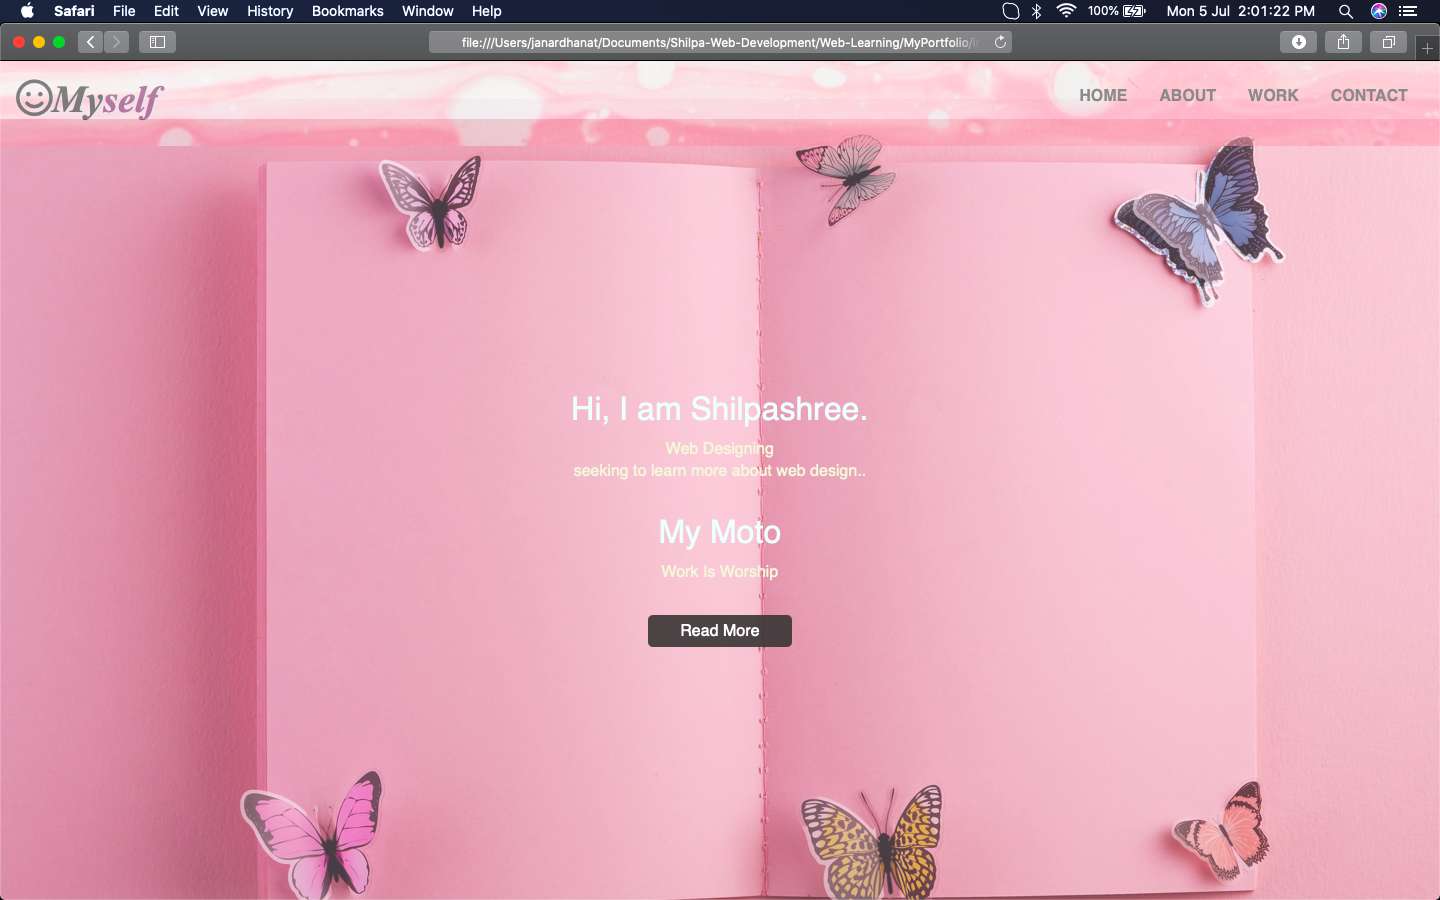 Safari File Edit View History Bookmarks Window Help 100% Mon 5 Jul 2:01:22 PM
file:///Users/janardhanat/Documents/Shilpa-Web-Development/Web-Learning/MyPortfolio/
Myself HOME ABOUT WORK CONTACT
Hi, I am Shilpashree.
Web Designing
seeking to learn more about web design..
My Moto
Work Is Worship
Read More